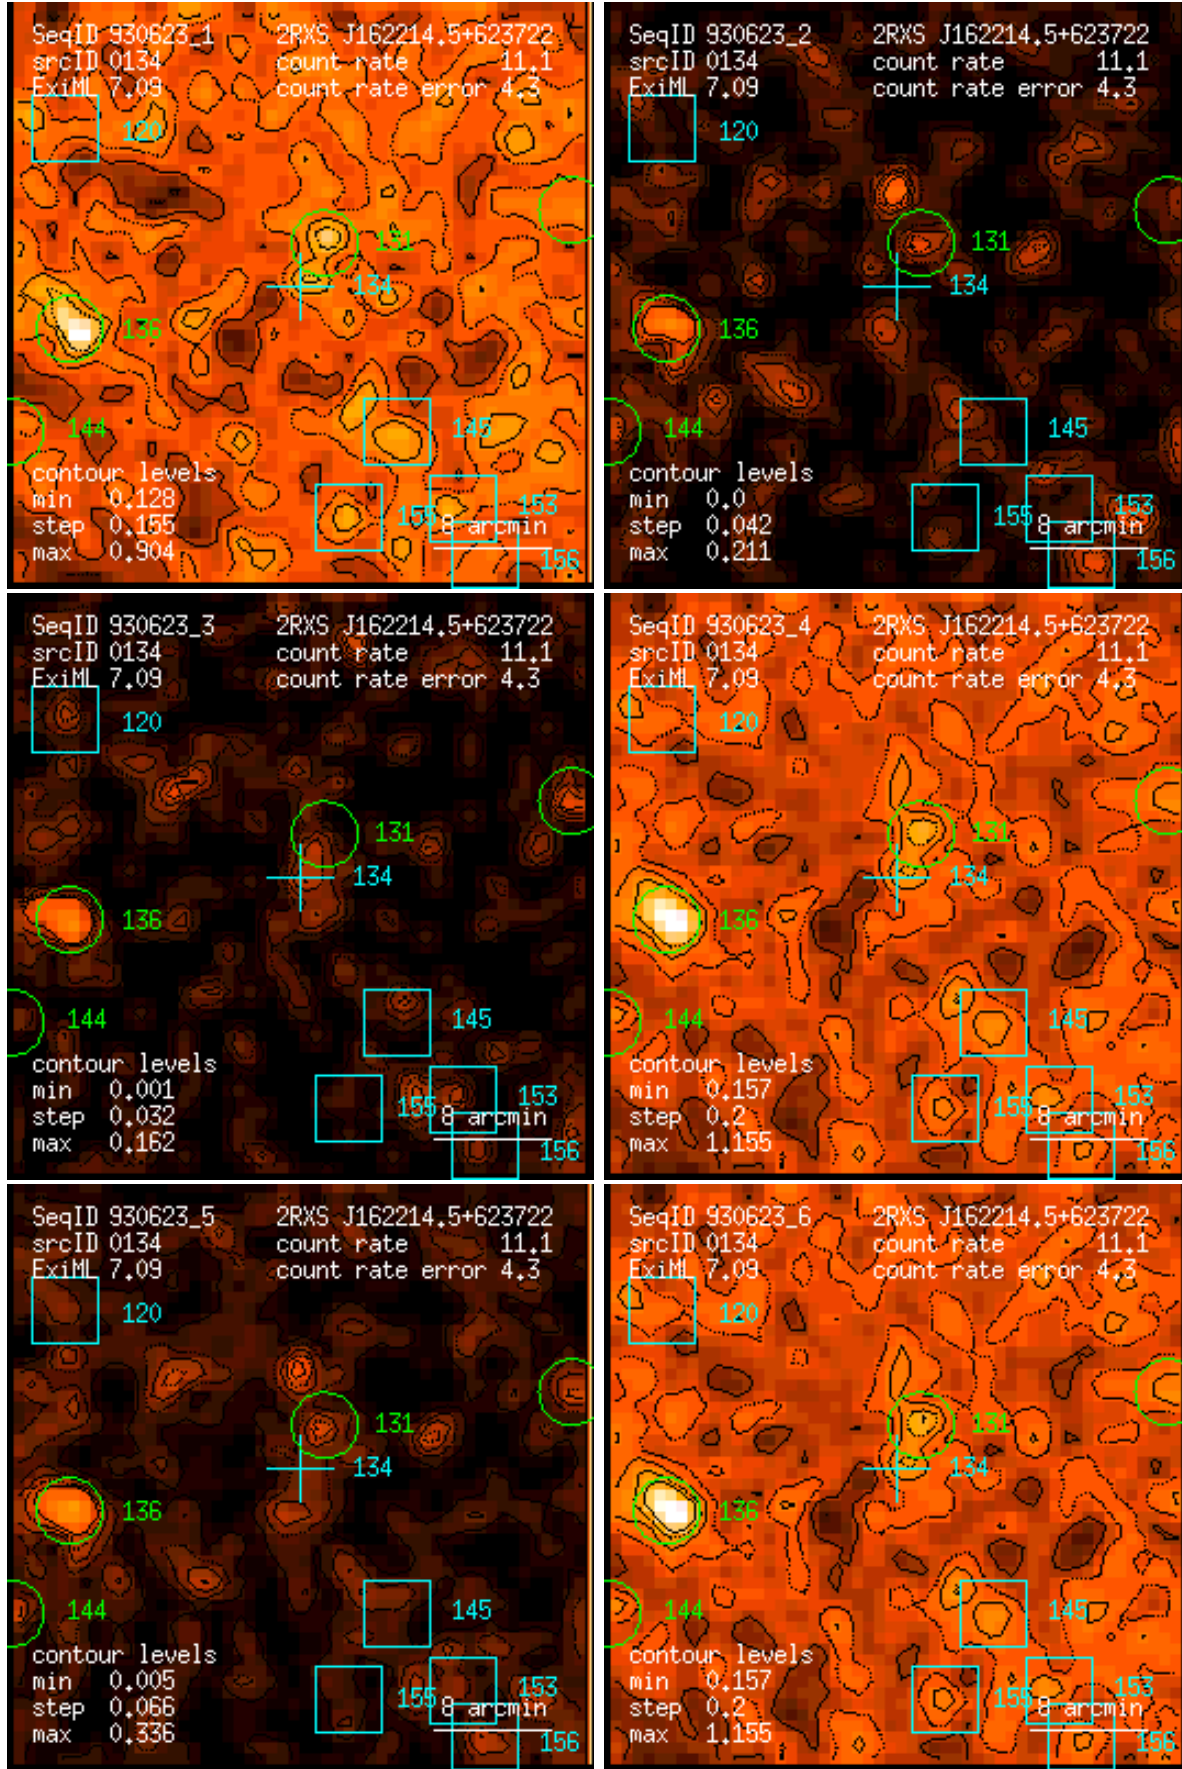 SeqID 930623_1 2RXS J162214.5+623722
srcID 0134 count rate 11.1
ExiML 7.09 count rate error 4.3
120
131
134
136
144
145
contour levels
min 0.128
153
155
step 0.155
8 arcmin
max 0.904
156
SeqID 930623_2 2RXS J162214.5+623722
srcID 0134 count rate 11.1
ExiML 7.09 count rate error 4.3
120
131
134
136
144
145
contour levels
min 0.0
153
155
step 0.042
8 arcmin
max 0.211
156
SeqID 930623_3 2RXS J162214.5+623722
srcID 0134 count rate 11.1
ExiML 7.09 count rate error 4.3
120
131
134
136
144
145
contour levels
min 0.001
153
155
step 0.032
8 arcmin
max 0.162
156
SeqID 930623_4 2RXS J162214.5+623722
srcID 0134 count rate 11.1
ExiML 7.09 count rate error 4.3
120
131
134
136
144
145
contour levels
min 0.157
153
155
step 0.2
8 arcmin
max 1.155
156
SeqID 930623_5 2RXS J162214.5+623722
srcID 0134 count rate 11.1
ExiML 7.09 count rate error 4.3
120
131
134
136
144
145
contour levels
min 0.005
153
155
step 0.066
8 arcmin
max 0.336
156
SeqID 930623_6 2RXS J162214.5+623722
srcID 0134 count rate 11.1
ExiML 7.09 count rate error 4.3
120
131
134
136
144
145
contour levels
min 0.157
153
155
step 0.2
8 arcmin
max 1.155
156